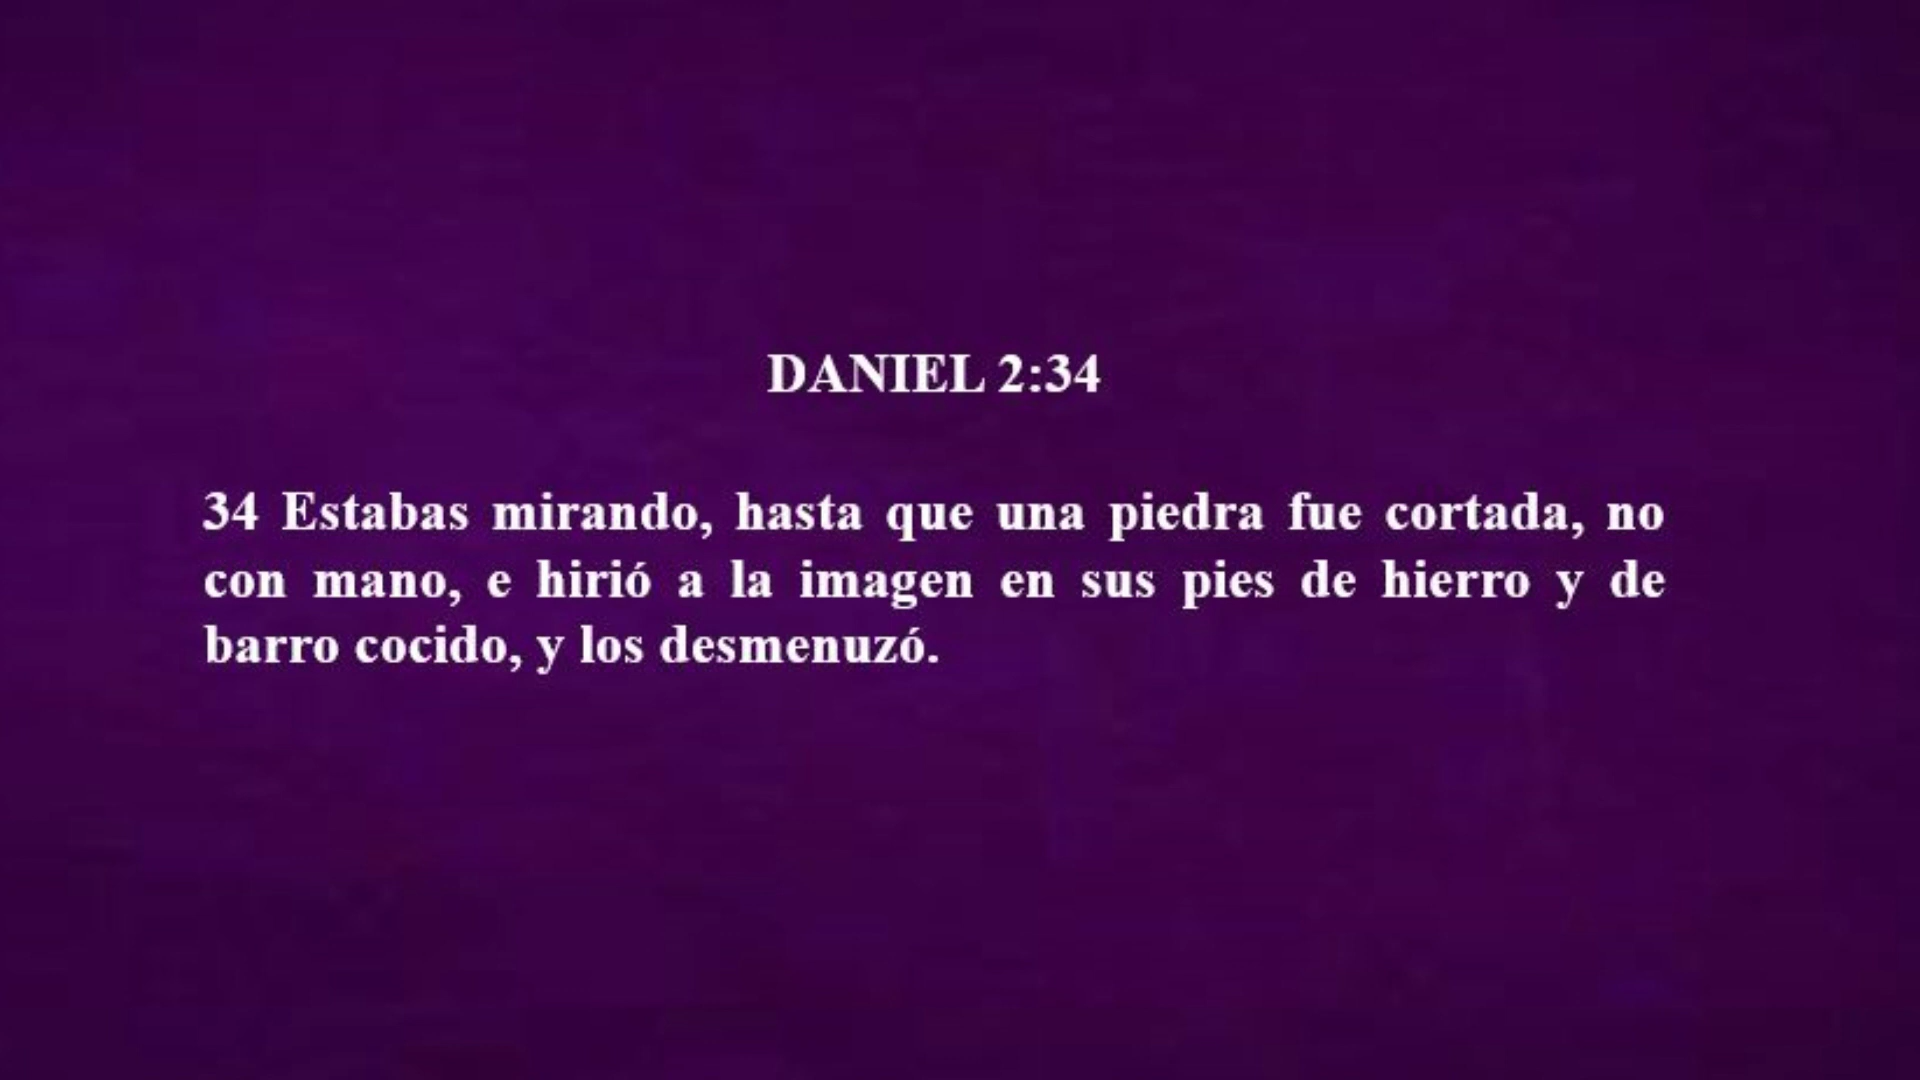 DANIEL 2:34
34 Estabas mirando, hasta que una piedra fue cortada, no
con mano, e hirió a la imagen en sus pies de hierro y de
barro cocido, y los desmenuzó.